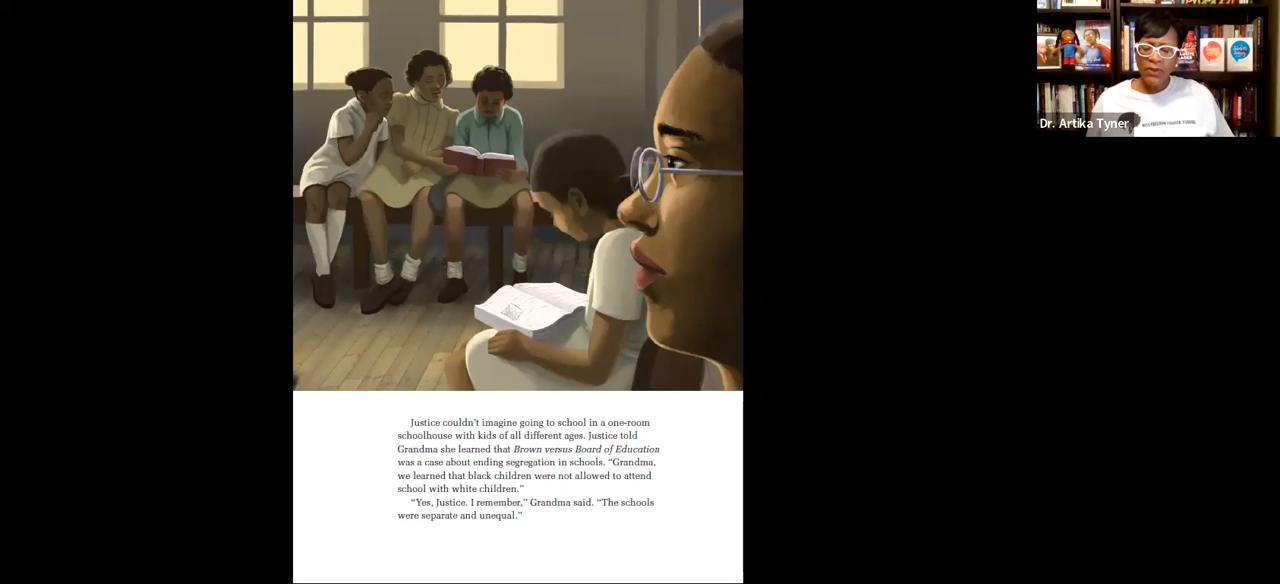 Dr. Artika Tyner
Justice couldn't imagine going to school in a one-room
schoolhouse with kids of all different ages. Justice told
Grandma she learned that Brown versus Board of Education
was a case about ending segregation in schools. “Grandma,
we learned that black children were not allowed to attend
school with white children.”
“Yes, Justice. I remember,” Grandma said. “The schools
were separate and unequal.”